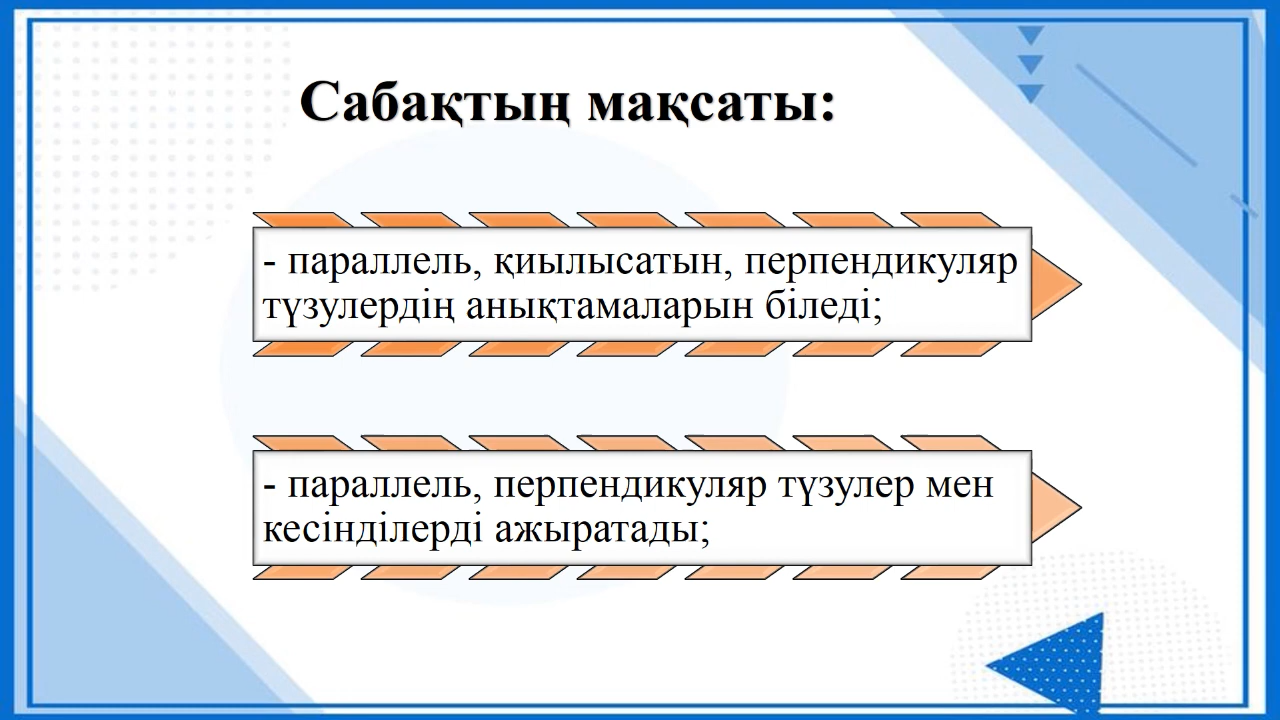 Сабақтың мақсаты:
- параллель, қиылысатын, перпендикуляр
түзулердің анықтамаларын біледі;
- параллель, перпендикуляр түзулер мен
кесінділерді ажыратады;